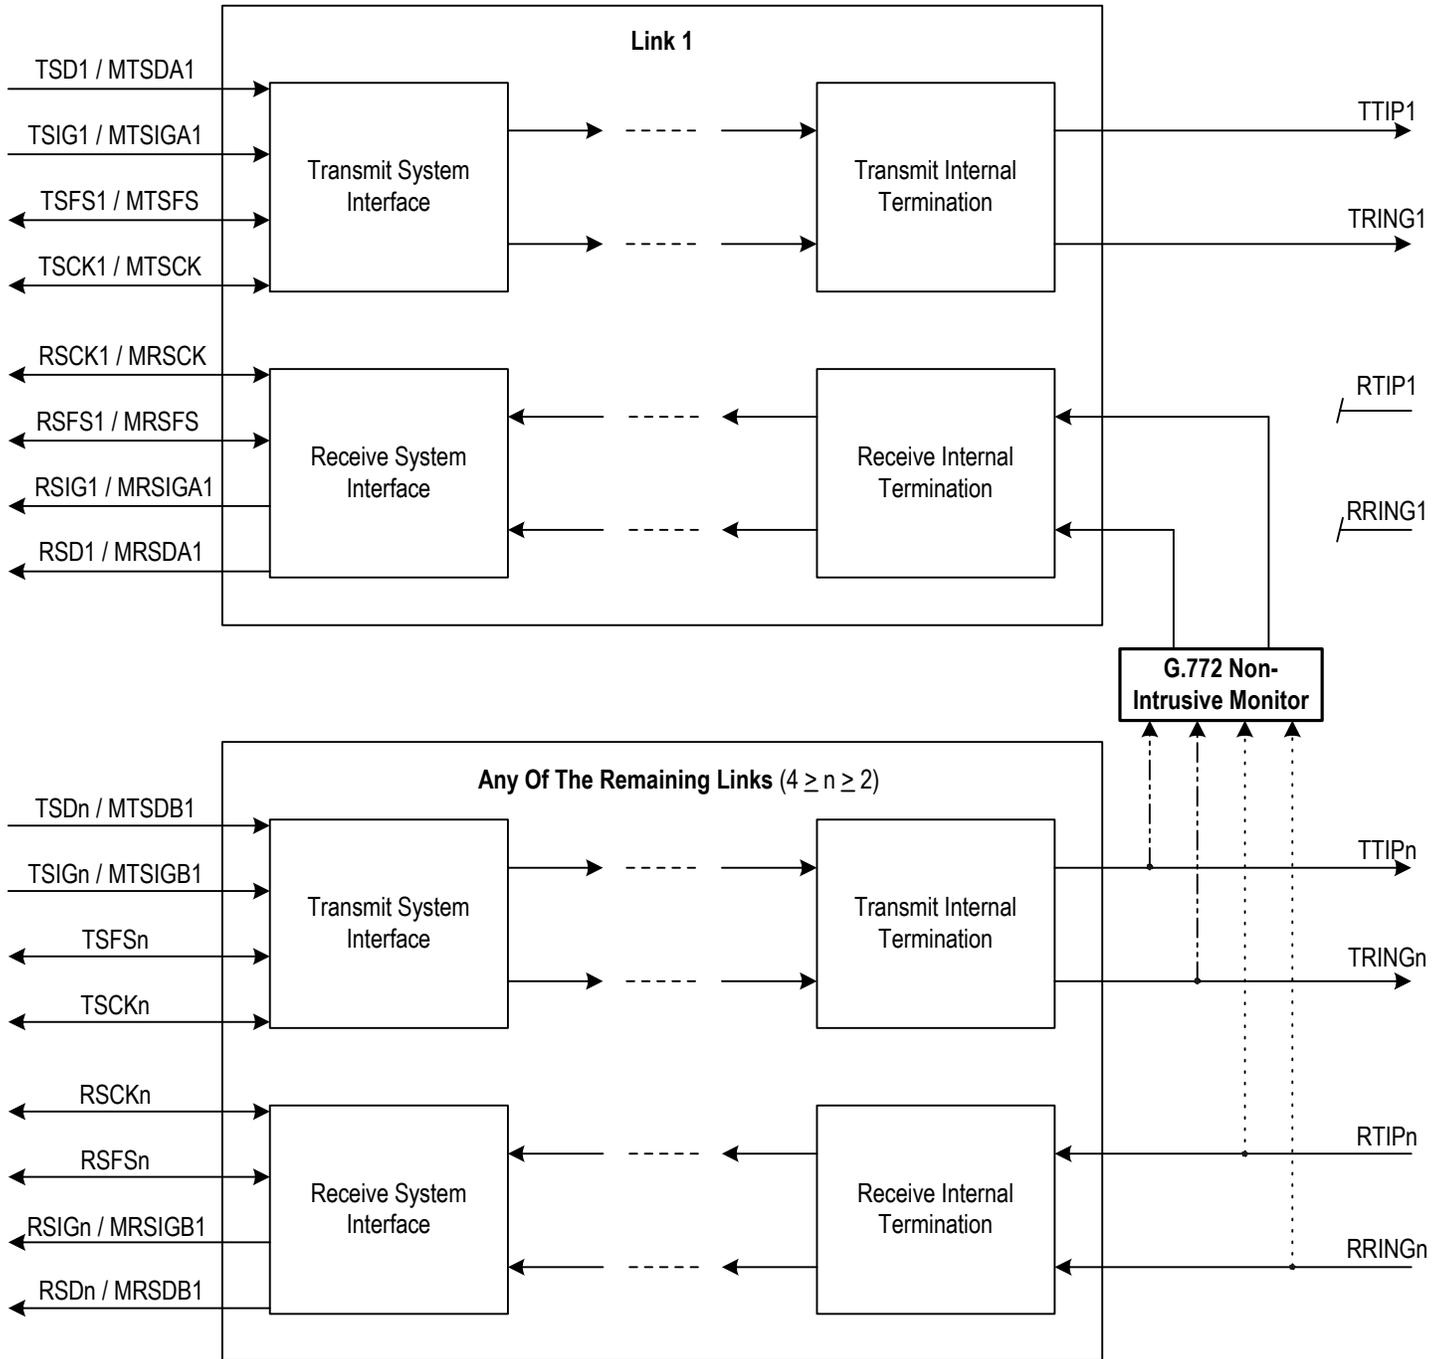 Link 1
TSD1 / MTSDA1
TSIG1 / MTSIGA1
TSFS1 / MTSFS
TSCK1 / MTSCK
Transmit System
Interface
Transmit Internal
Termination
TTIP1
TRING1
RSCK1 / MRSCK
RSFS1 / MRSFS
RSIG1 / MRSIGA1
RSD1 / MRSDA1
Receive System
Interface
Receive Internal
Termination
RTIP1
RRING1
G.772 Non-
Intrusive Monitor
Any Of The Remaining Links (4 ≥ n ≥ 2)
TSDn / MTSDB1
TSIGn / MTSIGB1
TSFSn
TSCKn
Transmit System
Interface
Transmit Internal
Termination
TTIPn
TRINGn
RSCKn
RSFSn
RSIGn / MRSIGB1
RSDn / MRSDB1
Receive System
Interface
Receive Internal
Termination
RTIPn
RRINGn